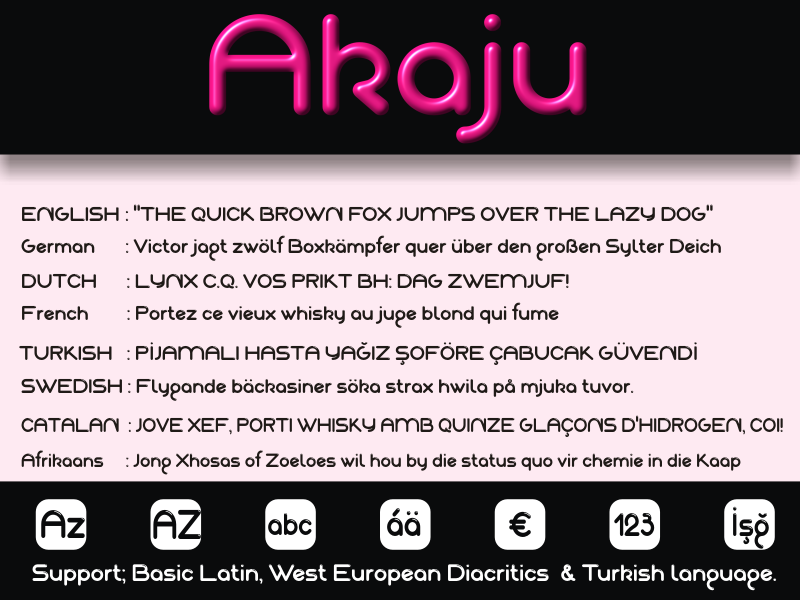 Akaju
ENGLISH : "THE QUICK BROWN FOX JUMPS OVER THE LAZY DOG"
German : Victor jagt zwölf Boxkämpfer quer über den großen Sylter Deich
DUTCH : LYNX C.Q. VOS PRIKT BH: DAG ZWEMJUF!
French : Portez ce vieux whisky au juge blond qui fume
TURKISH : PİJAMALI HASTA YAĞIZ ŞOFÖRE ÇABUCAK GÜVENDİ
SWEDISH : Flygande bäckasiner söka strax hwila på mjuka tuvor.
CATALAN : JOVE XEF, PORTI WHISKY AMB QUINZE GLAÇONS D'HIDROGEN, COI!
Afrikaans : Jong Xhosas of Zoeloes wil hou by die status quo vir chemie in die Kaap
Az AZ abc áä € 123 İşğ
Support; Basic Latin, West European Diacritics & Turkish language.